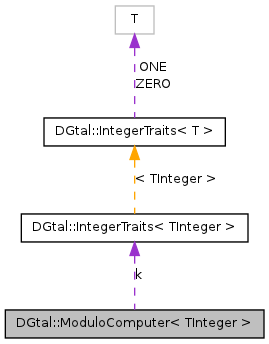 T
ONE
ZERO
DGtal::IntegerTraits< T >
< TInteger >
DGtal::IntegerTraits< TInteger >
k
DGtal::ModuloComputer< TInteger >